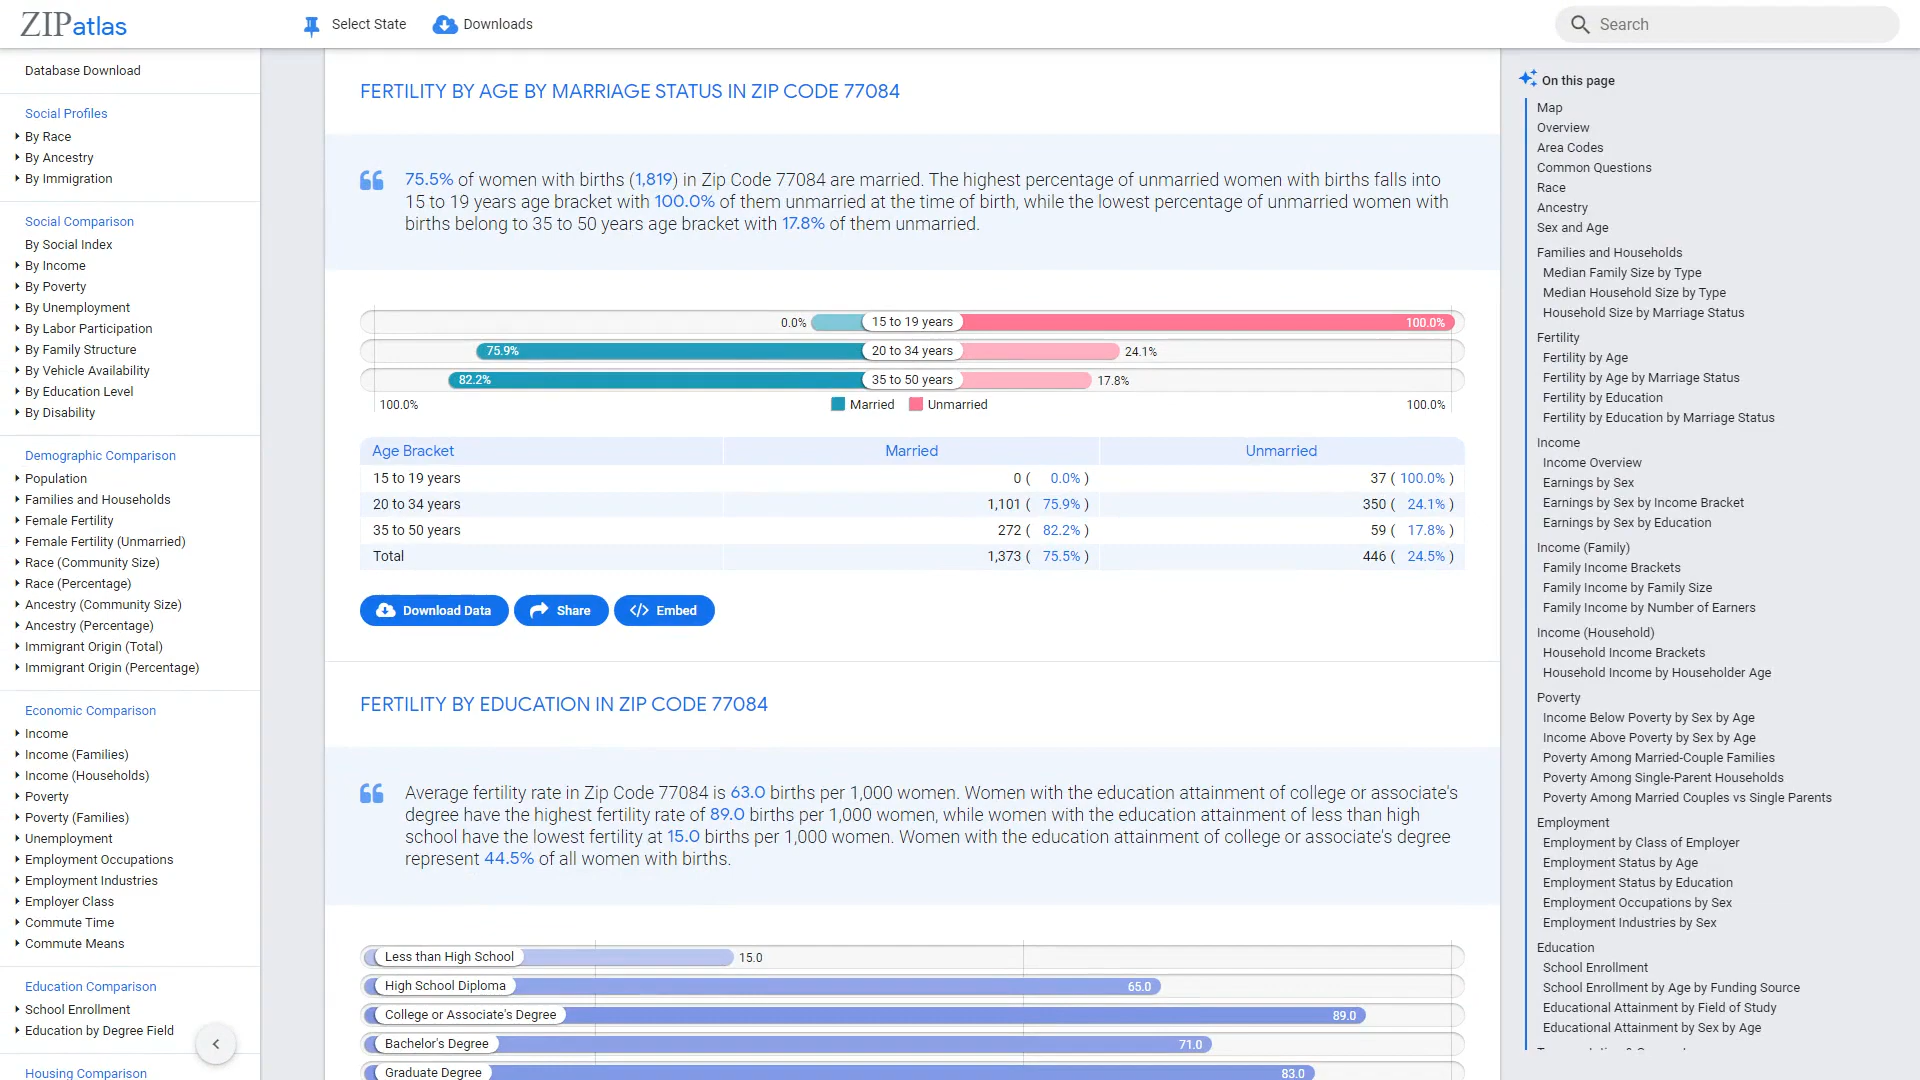 ZIPatlas
Select State
Downloads
Search
Database Download
Social Profiles
By Race
By Ancestry
By Immigration
Social Comparison
By Social Index
By Income
By Poverty
By Unemployment
By Labor Participation
By Family Structure
By Vehicle Availability
By Education Level
By Disability
Demographic Comparison
Population
Families and Households
Female Fertility
Female Fertility (Unmarried)
Race (Community Size)
Race (Percentage)
Ancestry (Community Size)
Ancestry (Percentage)
Immigrant Origin (Total)
Immigrant Origin (Percentage)
Economic Comparison
Income
Income (Families)
Income (Households)
Poverty
Poverty (Families)
Unemployment
Employment Occupations
Employment Industries
Employer Class
Commute Time
Commute Means
Education Comparison
School Enrollment
Education by Degree Field
Housing Comparison
FERTILITY BY AGE BY MARRIAGE STATUS IN ZIP CODE 77084
75.5% of women with births (1,819) in Zip Code 77084 are married. The highest percentage of unmarried women with births falls into
15 to 19 years age bracket with 100.0% of them unmarried at the time of birth, while the lowest percentage of unmarried women with
births belong to 35 to 50 years age bracket with 17.8% of them unmarried.
0.0% 15 to 19 years 100.0%
75.9% 20 to 34 years 24.1%
82.2% 35 to 50 years 17.8%
100.0% Married Unmarried 100.0%
Age Bracket Married Unmarried
15 to 19 years 0 ( 0.0% ) 37 ( 100.0% )
20 to 34 years 1,101 ( 75.9% ) 350 ( 24.1% )
35 to 50 years 272 ( 82.2% ) 59 ( 17.8% )
Total 1,373 ( 75.5% ) 446 ( 24.5% )
Download Data
Share
Embed
FERTILITY BY EDUCATION IN ZIP CODE 77084
Average fertility rate in Zip Code 77084 is 63.0 births per 1,000 women. Women with the education attainment of college or associate's
degree have the highest fertility rate of 89.0 births per 1,000 women, while women with the education attainment of less than high
school have the lowest fertility at 15.0 births per 1,000 women. Women with the education attainment of college or associate's degree
represent 44.5% of all women with births.
Less than High School 15.0
High School Diploma 65.0
College or Associate's Degree 89.0
Bachelor's Degree 71.0
Graduate Degree 83.0
On this page
Map
Overview
Area Codes
Common Questions
Race
Ancestry
Sex and Age
Families and Households
Median Family Size by Type
Median Household Size by Type
Household Size by Marriage Status
Fertility
Fertility by Age
Fertility by Age by Marriage Status
Fertility by Education
Fertility by Education by Marriage Status
Income
Income Overview
Earnings by Sex
Earnings by Sex by Income Bracket
Earnings by Sex by Education
Income (Family)
Family Income Brackets
Family Income by Family Size
Family Income by Number of Earners
Income (Household)
Household Income Brackets
Household Income by Householder Age
Poverty
Income Below Poverty by Sex by Age
Income Above Poverty by Sex by Age
Poverty Among Married-Couple Families
Poverty Among Single-Parent Households
Poverty Among Married Couples vs Single Parents
Employment
Employment by Class of Employer
Employment Status by Age
Employment Status by Education
Employment Occupations by Sex
Employment Industries by Sex
Education
School Enrollment
School Enrollment by Age by Funding Source
Educational Attainment by Field of Study
Educational Attainment by Sex by Age